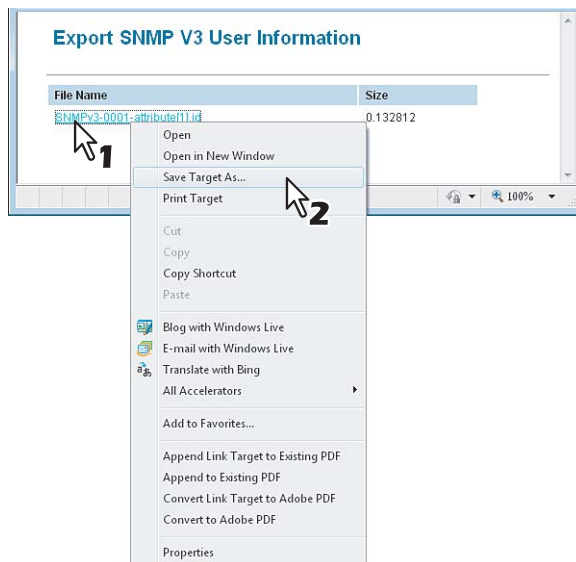 Export SNMP V3 User Information
File Name Size
SNMPv3-0001-attribute[1].id 0.132812
1
Open
Open in New Window
Save Target As...
Print Target
2
100%
Cut
Copy
Copy Shortcut
Paste
Blog with Windows Live
E-mail with Windows Live
Translate with Bing
All Accelerators
Add to Favorites...
Append Link Target to Existing PDF
Append to Existing PDF
Convert Link Target to Adobe PDF
Convert to Adobe PDF
Properties